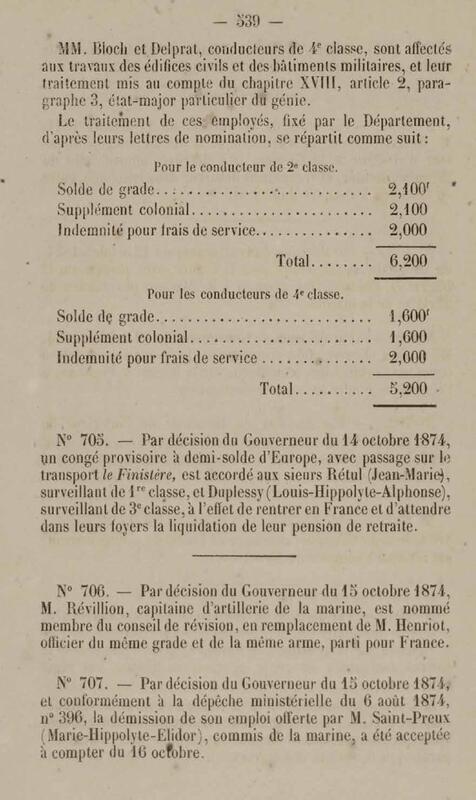 — 539 —
MM. Bloch et Delprat, conducteurs de 4e classe, sont affectés
aux travaux des édifices civils et des bâtiments militaires, et leur
traitement mis au compte du chapitre XVIII, article 2, para-
graphe 3, état-major particulier du génie.
Le traitement de ces employés, fixé par le Département,
d'après leurs lettres de nomination, se répartit comme suit :
Pour le conducteur de 2e classe.
Solde de grade........................ 2,100f
Supplément colonial........................ 2,100
Indemnité pour frais de service............... 2,000
Total........ 6,200
Pour les conducteurs de 4e classe.
Solde de grade........................ 1,600f
Supplément colonial........................ 1,600
Indemnité pour frais de service............... 2,000
Total.......... 5,200
N° 705. — Par décision du Gouverneur du 14 octobre 1874,
un congé provisoire à demi-solde d'Europe, avec passage sur le
transport le Finistère, est accordé aux sieurs Rétul (Jean-Marie),
surveillant de 1re classe, et Duplessy (Louis-Hippolyte-Alphonse),
surveillant de 3e classe, à l'effet de rentrer en France et d'attendre
dans leurs foyers la liquidation de leur pension de retraite.
N° 706. — Par décision du Gouverneur du 15 octobre 1874,
M. Révillion, capitaine d'artillerie de la marine, est nommé
membre du conseil de révision, en remplacement de M. Henriot,
officier du même grade et de la même arme, parti pour France.
N° 707. — Par décision du Gouverneur du 15 octobre 1874,
et conformément à la dépêche ministérielle du 6 août 1874,
n° 396, la démission de son emploi offerte par M. Saint-Preux
(Marie-Hippolyte-Elidor), commis de la marine, a été acceptée
à compter du 16 octobre.